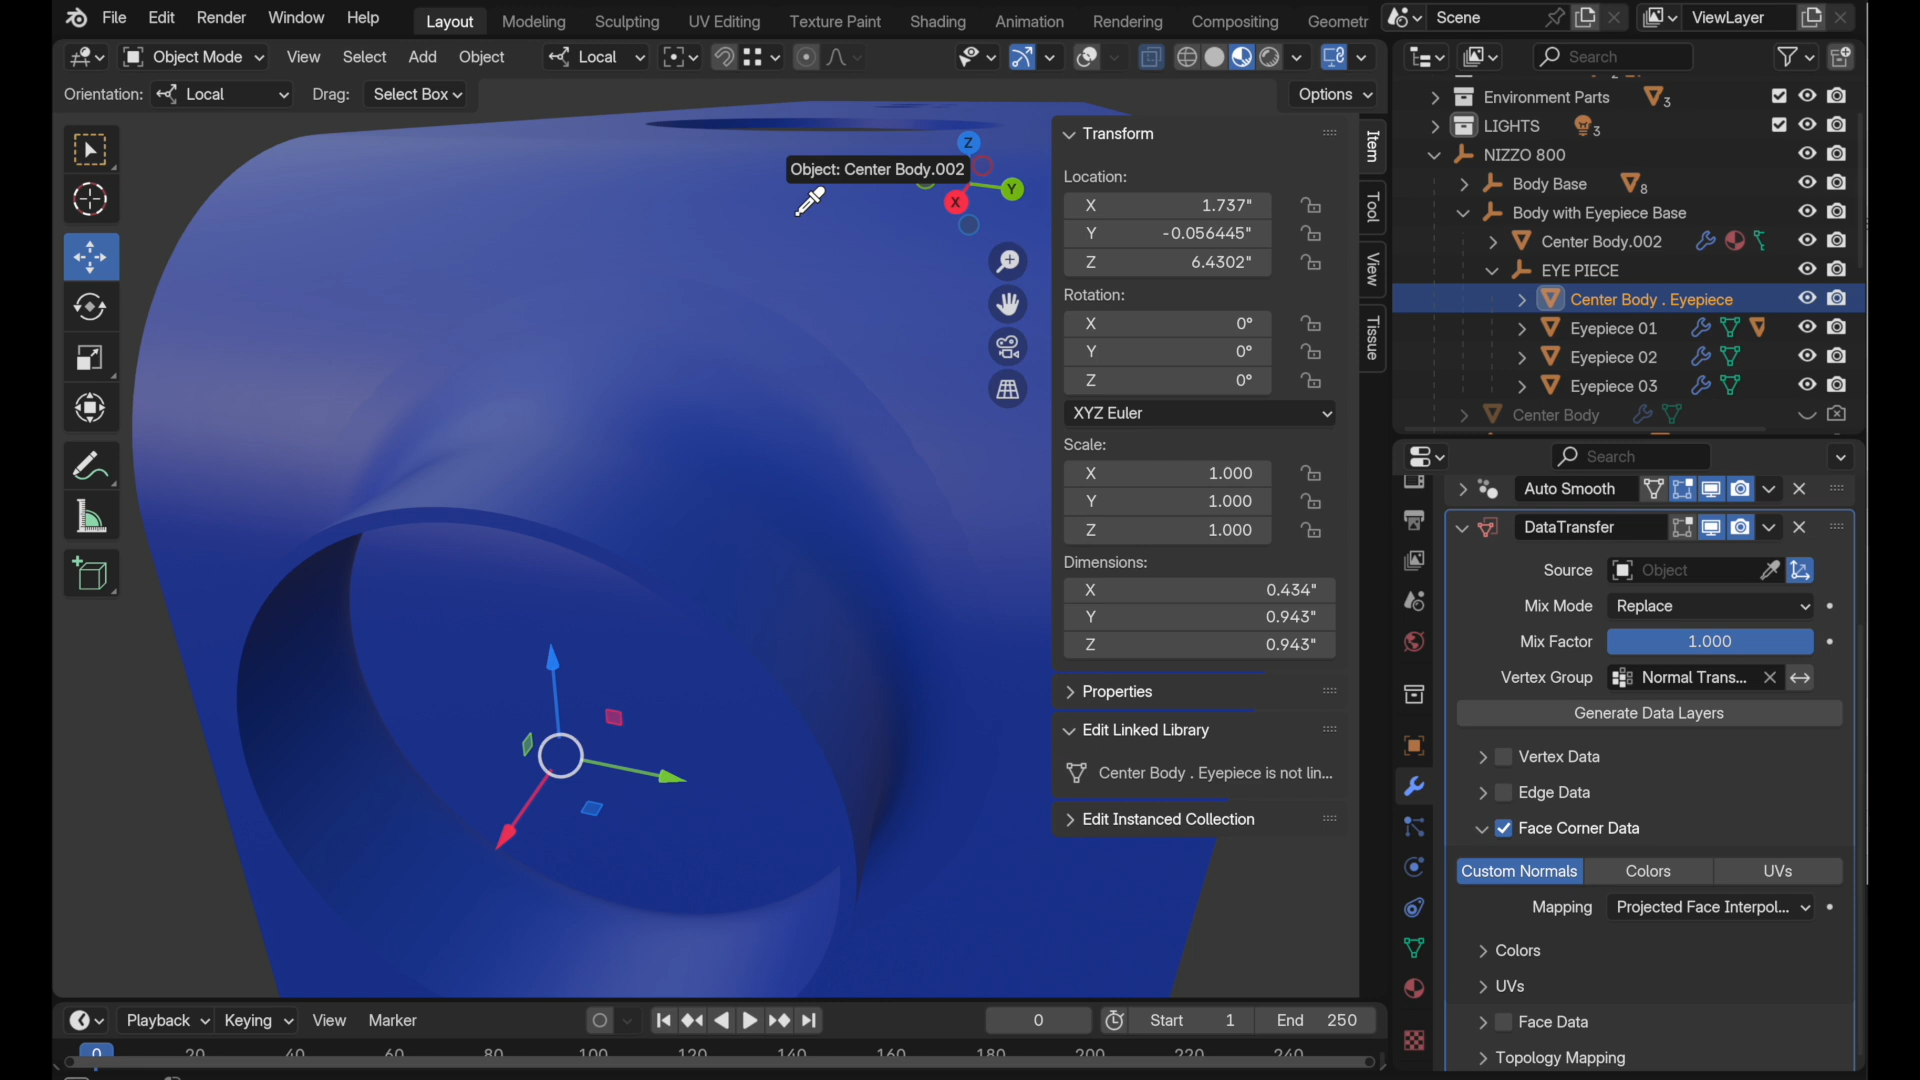 File Edit Render Window Help Layout Modeling Sculpting UV Editing Texture Paint Shading Animation Rendering Compositing Geometr Scene ViewLayer
Object Mode View Select Add Object Local Search
Orientation: Local Drag: Select Box Options
Object: Center Body.002
Z
Y
X
Transform
Location:
X 1.737"
Y -0.056445"
Z 6.4302"
Rotation:
X 0°
Y 0°
Z 0°
XYZ Euler
Scale:
X 1.000
Y 1.000
Z 1.000
Dimensions:
X 0.434"
Y 0.943"
Z 0.943"
Properties
Edit Linked Library
Center Body . Eyepiece is not lin...
Edit Instanced Collection
Item
Tool
View
Tissue
Environment Parts 3
LIGHTS 3
NIZZO 800
Body Base 8
Body with Eyepiece Base
Center Body.002
EYE PIECE
Center Body . Eyepiece
Eyepiece 01
Eyepiece 02
Eyepiece 03
Center Body
Search
Auto Smooth
DataTransfer
Source Object
Mix Mode Replace
Mix Factor 1.000
Vertex Group Normal Trans...
Generate Data Layers
Vertex Data
Edge Data
Face Corner Data
Custom Normals Colors UVs
Mapping Projected Face Interpol...
Colors
UVs
Face Data
Topology Mapping
Playback Keying View Marker 0 Start 1 End 250
0 20 40 60 80 100 120 140 160 180 200 220 240